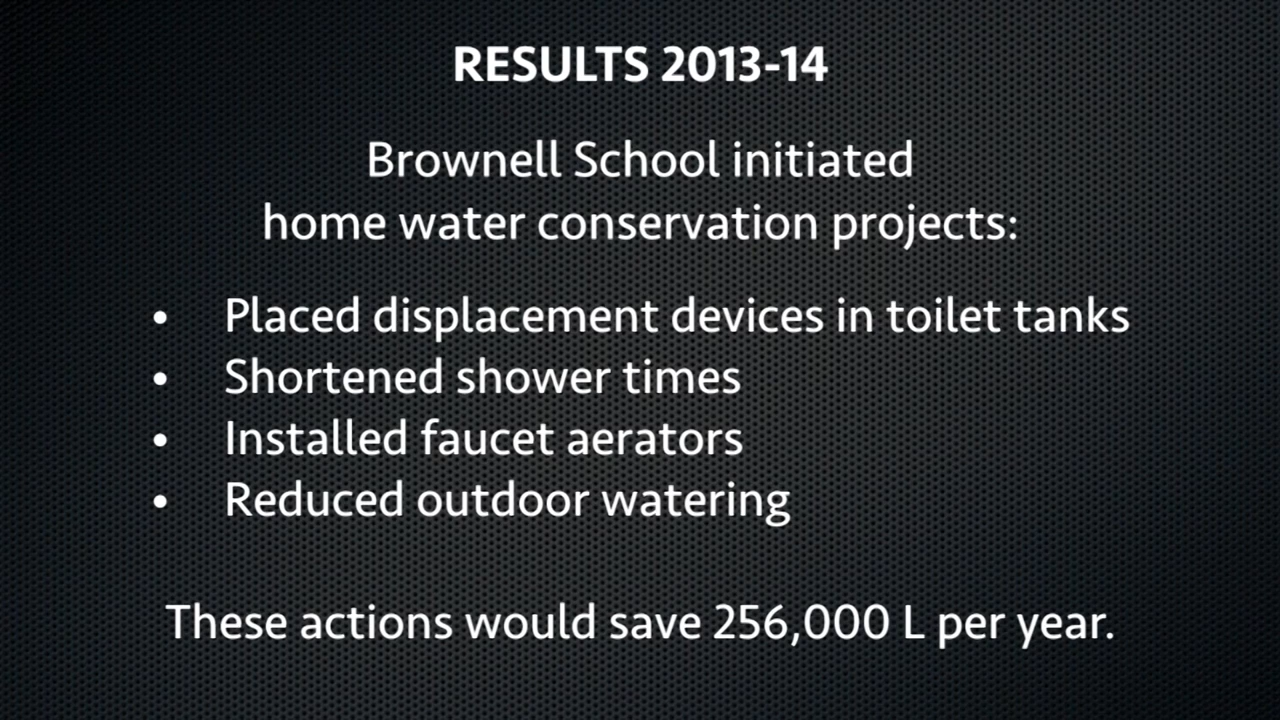 RESULTS 2013-14
Brownell School initiated
home water conservation projects:
• Placed displacement devices in toilet tanks
• Shortened shower times
• Installed faucet aerators
• Reduced outdoor watering
These actions would save 256,000 L per year.